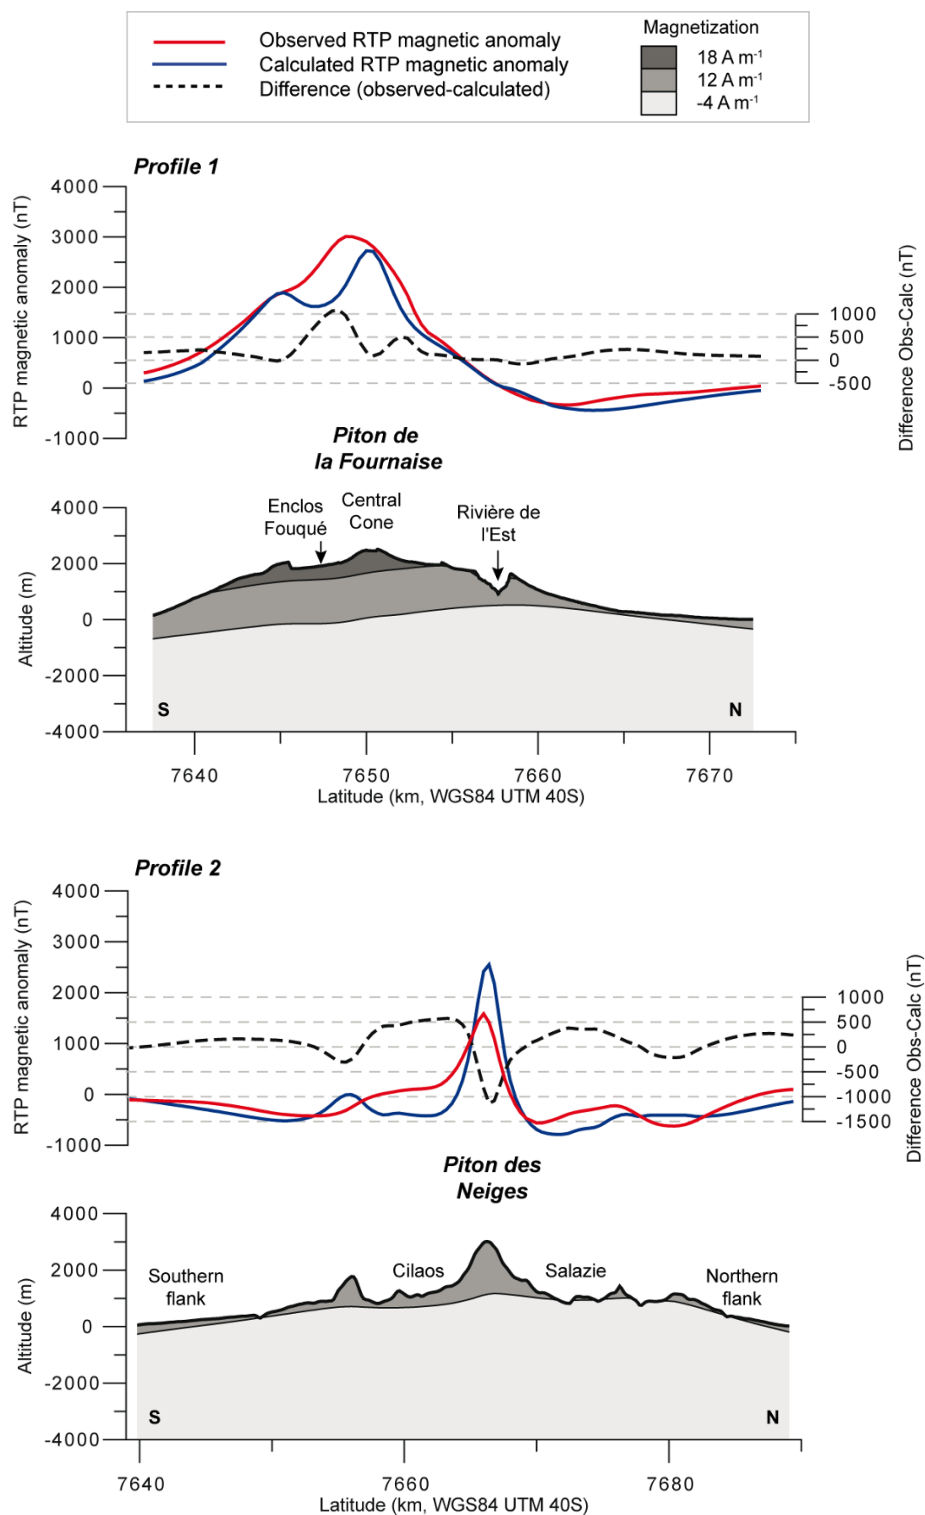 Observed RTP magnetic anomaly
Calculated RTP magnetic anomaly
Difference (observed-calculated)
Magnetization
18 A m⁻¹
12 A m⁻¹
-4 A m⁻¹
Profile 1
RTP magnetic anomaly (nT)
4000
3000
2000
1000
0
-1000
1000
500
0
-500
Difference Obs-Calc (nT)
Piton de
la Fournaise
Enclos
Fouqué
Central
Cone
Rivière de
l'Est
Altitude (m)
4000
2000
0
-2000
-4000
S
N
7640
7650
7660
7670
Latitude (km, WGS84 UTM 40S)
Profile 2
RTP magnetic anomaly (nT)
4000
3000
2000
1000
0
-1000
1000
500
0
-500
-1000
-1500
Difference Obs-Calc (nT)
Piton des
Neiges
Altitude (m)
4000
2000
0
-2000
-4000
Southern
flank
Cilaos
Salazie
Northern
flank
S
N
7640
7660
7680
Latitude (km, WGS84 UTM 40S)